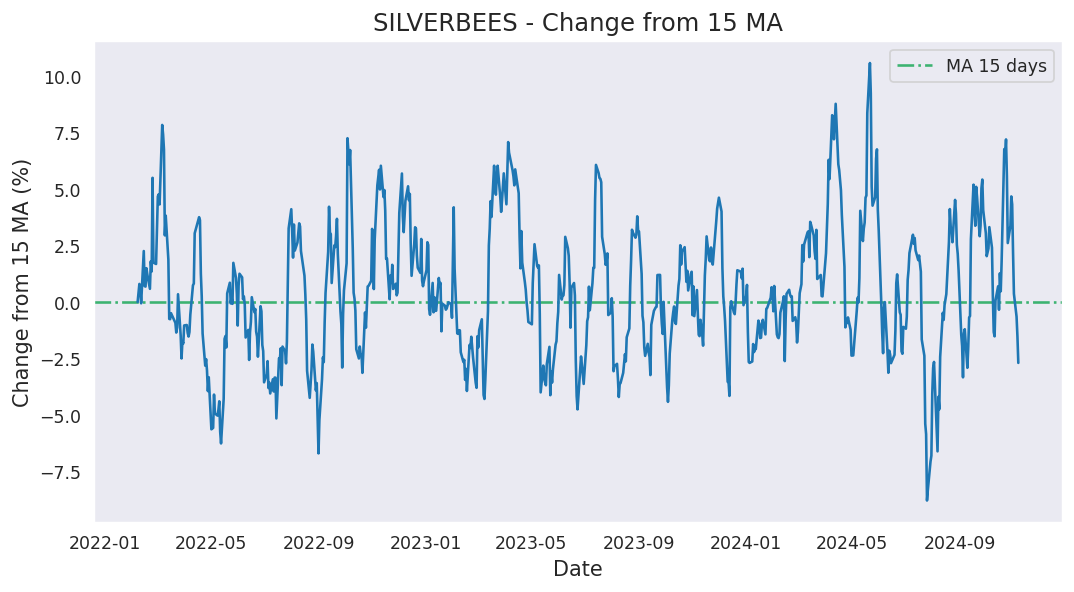 SILVERBEES - Change from 15 MA
MA 15 days
Change from 15 MA (%)
10.0
7.5
5.0
2.5
0.0
−2.5
−5.0
−7.5
2022-01 2022-05 2022-09 2023-01 2023-05 2023-09 2024-01 2024-05 2024-09
Date